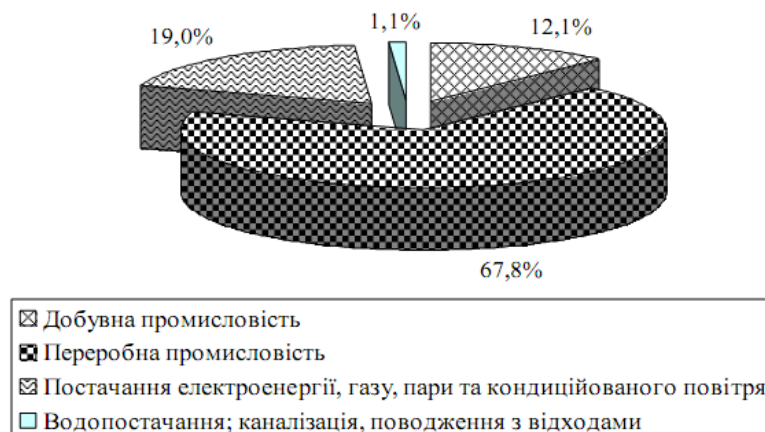 1,1%
19,0%
12,1%
67,8%
Добувна промисловість
Переробна промисловість
Постачання електроенергії, газу, пари та кондиційованого повітря
Водопостачання; каналізація, поводження з відходами